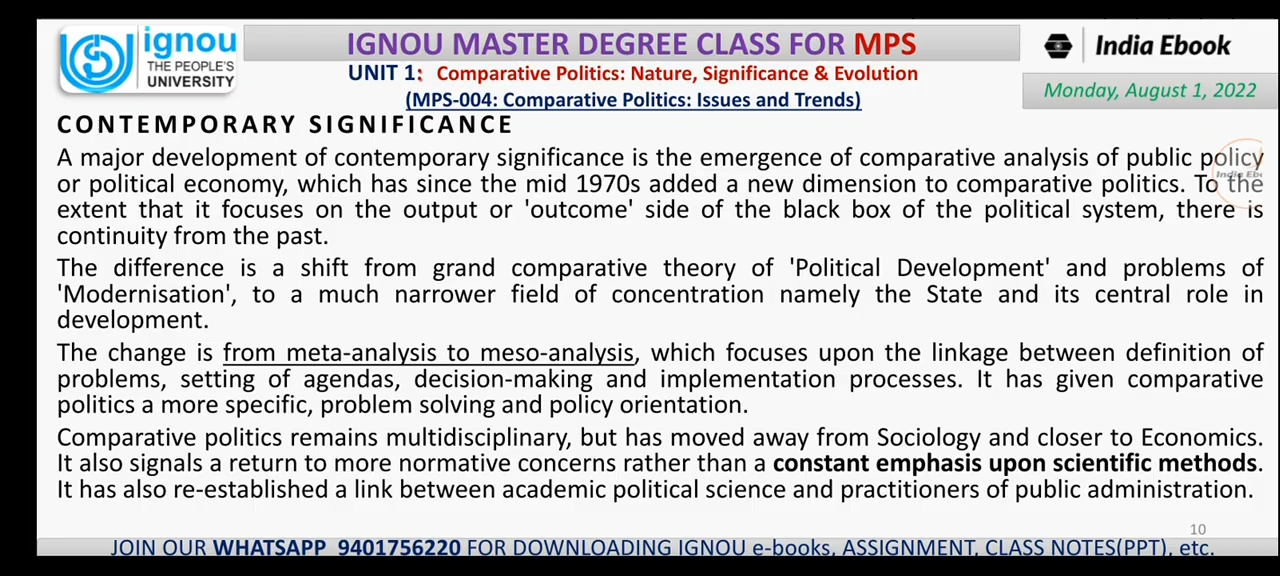 ignou
THE PEOPLE'S
UNIVERSITY
IGNOU MASTER DEGREE CLASS FOR MPS
UNIT 1: Comparative Politics: Nature, Significance & Evolution
(MPS-004: Comparative Politics: Issues and Trends)
India Ebook
Monday, August 1, 2022
CONTEMPORARY SIGNIFICANCE
A major development of contemporary significance is the emergence of comparative analysis of public policy
or political economy, which has since the mid 1970s added a new dimension to comparative politics. To the
extent that it focuses on the output or 'outcome' side of the black box of the political system, there is
continuity from the past.
The difference is a shift from grand comparative theory of 'Political Development' and problems of
'Modernisation', to a much narrower field of concentration namely the State and its central role in
development.
The change is from meta-analysis to meso-analysis, which focuses upon the linkage between definition of
problems, setting of agendas, decision-making and implementation processes. It has given comparative
politics a more specific, problem solving and policy orientation.
Comparative politics remains multidisciplinary, but has moved away from Sociology and closer to Economics.
It also signals a return to more normative concerns rather than a constant emphasis upon scientific methods.
It has also re-established a link between academic political science and practitioners of public administration.
10
JOIN OUR WHATSAPP 9401756220 FOR DOWNLOADING IGNOU e-books, ASSIGNMENT, CLASS NOTES(PPT), etc.